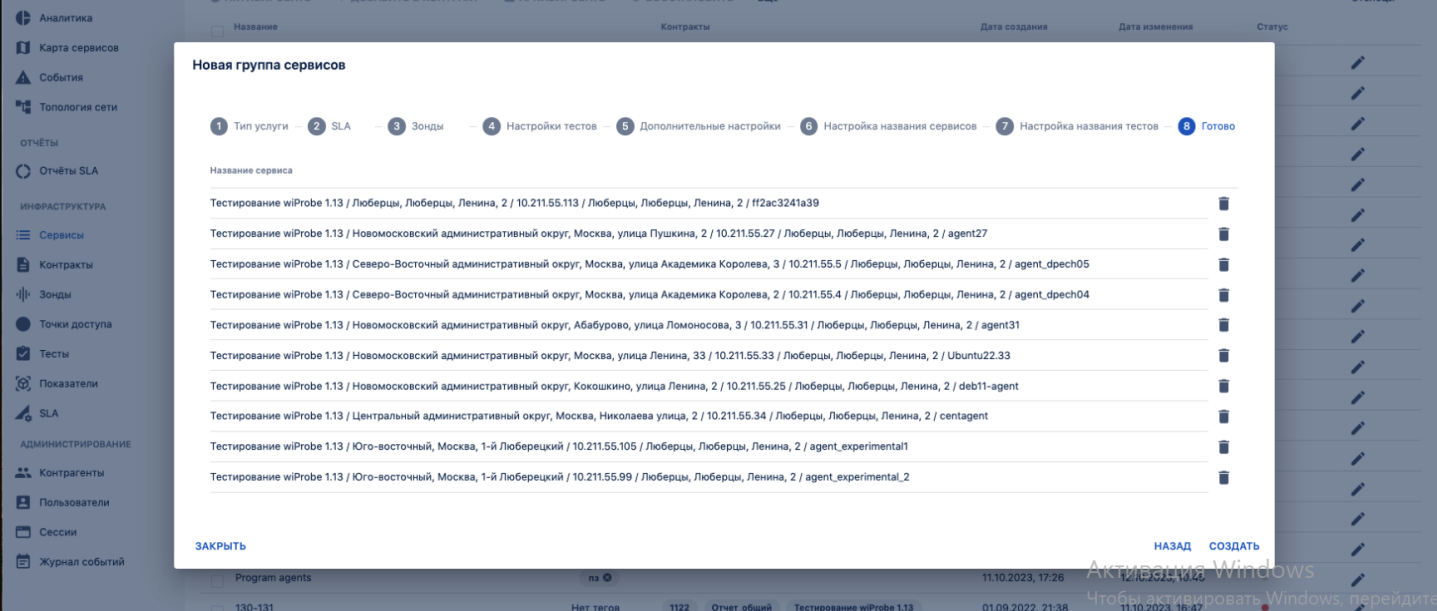 Аналитика
Карта сервисов
События
Топология сети
ОТЧЁТЫ
Отчёты SLA
ИНФРАСТРУКТУРА
Сервисы
Контракты
Зонды
Точки доступа
Тесты
Показатели
SLA
АДМИНИСТРИРОВАНИЕ
Контрагенты
Пользователи
Сессии
Журнал событий
Название Контракты Дата создания Дата изменения Статус
Новая группа сервисов
1 Тип услуги 2 SLA 3 Зонды 4 Настройки тестов 5 Дополнительные настройки 6 Настройка названия сервисов 7 Настройка названия тестов 8 Готово
Название сервиса
Тестирование wiProbe 1.13 / Люберцы, Люберцы, Ленина, 2 / 10.211.55.113 / Люберцы, Люберцы, Ленина, 2 / ff2ac3241a39
Тестирование wiProbe 1.13 / Новомосковский административный округ, Москва, улица Пушкина, 2 / 10.211.55.27 / Люберцы, Люберцы, Ленина, 2 / agent27
Тестирование wiProbe 1.13 / Северо-Восточный административный округ, Москва, улица Академика Королева, 3 / 10.211.55.5 / Люберцы, Люберцы, Ленина, 2 / agent_dpech05
Тестирование wiProbe 1.13 / Северо-Восточный административный округ, Москва, улица Академика Королева, 2 / 10.211.55.4 / Люберцы, Люберцы, Ленина, 2 / agent_dpech04
Тестирование wiProbe 1.13 / Новомосковский административный округ, Абабурово, улица Ломоносова, 3 / 10.211.55.31 / Люберцы, Люберцы, Ленина, 2 / agent31
Тестирование wiProbe 1.13 / Новомосковский административный округ, Москва, улица Ленина, 33 / 10.211.55.33 / Люберцы, Люберцы, Ленина, 2 / Ubuntu22.33
Тестирование wiProbe 1.13 / Новомосковский административный округ, Кокошкино, улица Ленина, 2 / 10.211.55.25 / Люберцы, Люберцы, Ленина, 2 / deb11-agent
Тестирование wiProbe 1.13 / Центральный административный округ, Москва, Николаева улица, 2 / 10.211.55.34 / Люберцы, Люберцы, Ленина, 2 / centagent
Тестирование wiProbe 1.13 / Юго-восточный, Москва, 1-й Люберецкий / 10.211.55.105 / Люберцы, Люберцы, Ленина, 2 / agent_experimental1
Тестирование wiProbe 1.13 / Юго-восточный, Москва, 1-й Люберецкий / 10.211.55.99 / Люберцы, Люберцы, Ленина, 2 / agent_experimental_2
ЗАКРЫТЬ НАЗАД СОЗДАТЬ
Program agents пз 11.10.2023, 17:26
130-131 Нет тегов 1122 Отчет_общий Тестирование wiProbe 1.13 01.09.2022, 21:38 11.10.2023, 16:47
Активация Windows
Чтобы активировать Windows, перейдите